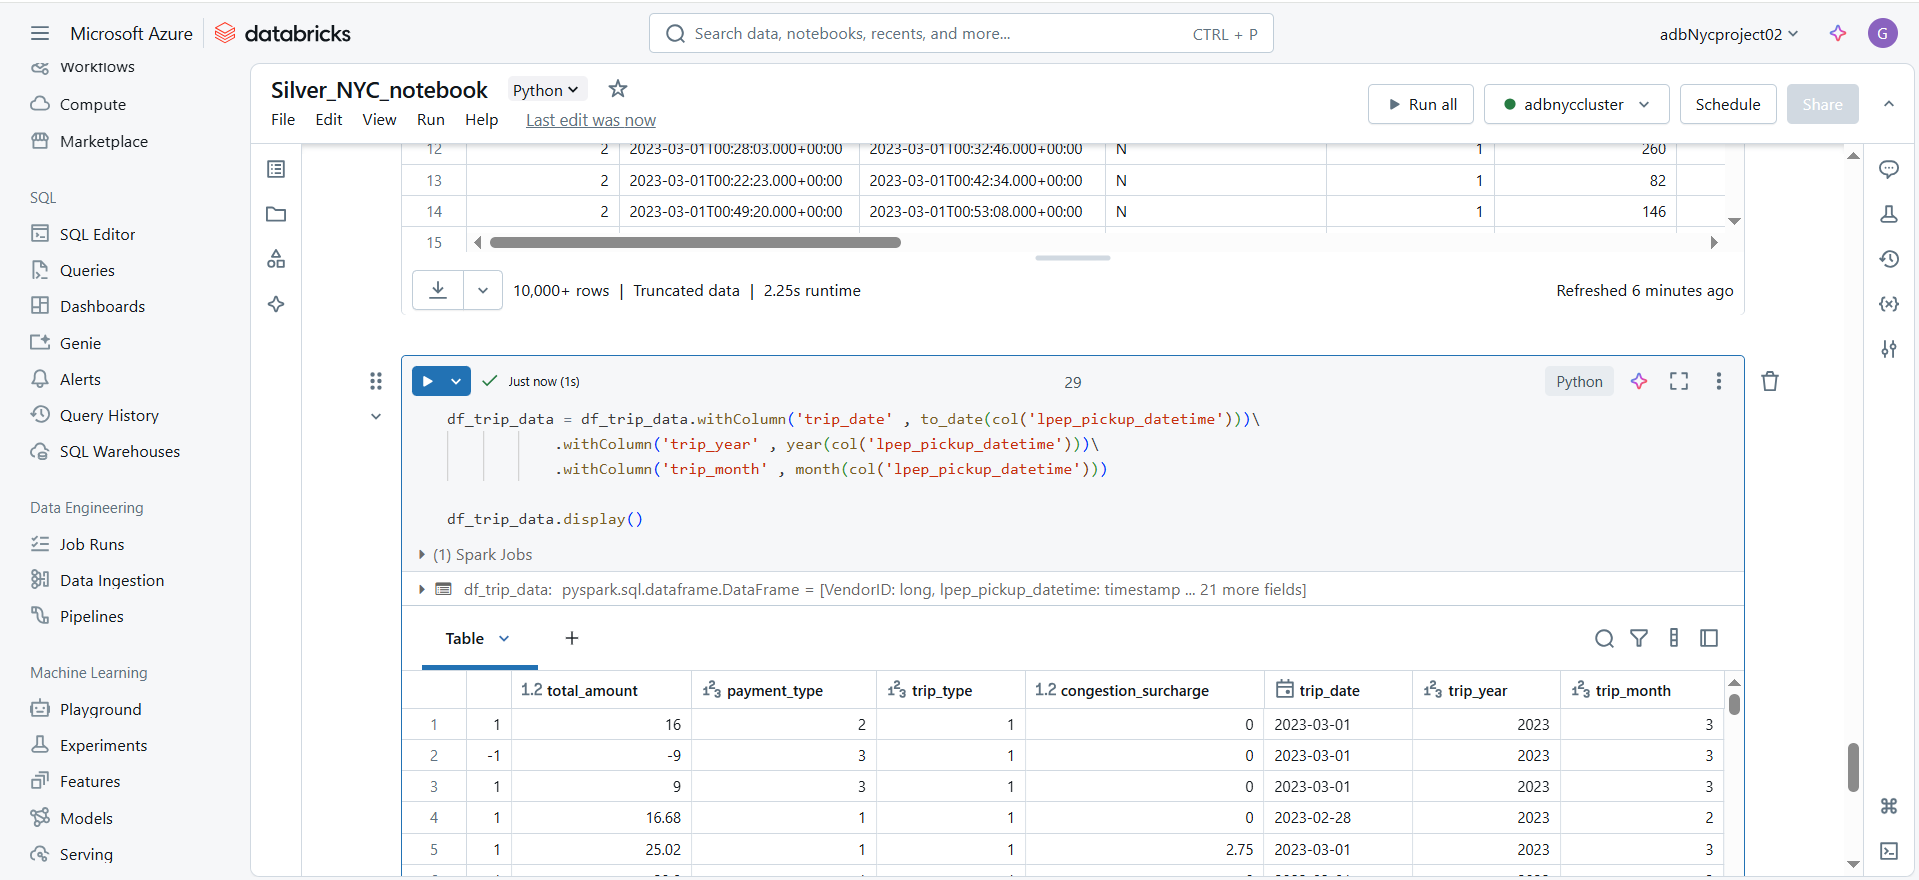 Microsoft Azure databricks
Search data, notebooks, recents, and more... CTRL + P
adbNycproject02
G
Workflows
Compute
Marketplace
SQL
SQL Editor
Queries
Dashboards
Genie
Alerts
Query History
SQL Warehouses
Data Engineering
Job Runs
Data Ingestion
Pipelines
Machine Learning
Playground
Experiments
Features
Models
Serving
Silver_NYC_notebook Python
File Edit View Run Help Last edit was now
Run all adbnyccluster Schedule Share
12 2 2023-03-01T00:28:03.000+00:00 2023-03-01T00:32:46.000+00:00 N 1 260
13 2 2023-03-01T00:22:23.000+00:00 2023-03-01T00:42:34.000+00:00 N 1 82
14 2 2023-03-01T00:49:20.000+00:00 2023-03-01T00:53:08.000+00:00 N 1 146
15
10,000+ rows | Truncated data | 2.25s runtime Refreshed 6 minutes ago
Just now (1s) 29 Python
df_trip_data = df_trip_data.withColumn('trip_date' , to_date(col('lpep_pickup_datetime')))\
.withColumn('trip_year' , year(col('lpep_pickup_datetime')))\
.withColumn('trip_month' , month(col('lpep_pickup_datetime')))
df_trip_data.display()
(1) Spark Jobs
df_trip_data: pyspark.sql.dataframe.DataFrame = [VendorID: long, lpep_pickup_datetime: timestamp ... 21 more fields]
Table +
1.2 total_amount 123 payment_type 123 trip_type 1.2 congestion_surcharge trip_date 123 trip_year 123 trip_month
1 1 16 2 1 0 2023-03-01 2023 3
2 -1 -9 3 1 0 2023-03-01 2023 3
3 1 9 3 1 0 2023-03-01 2023 3
4 1 16.68 1 1 0 2023-02-28 2023 2
5 1 25.02 1 1 2.75 2023-03-01 2023 3